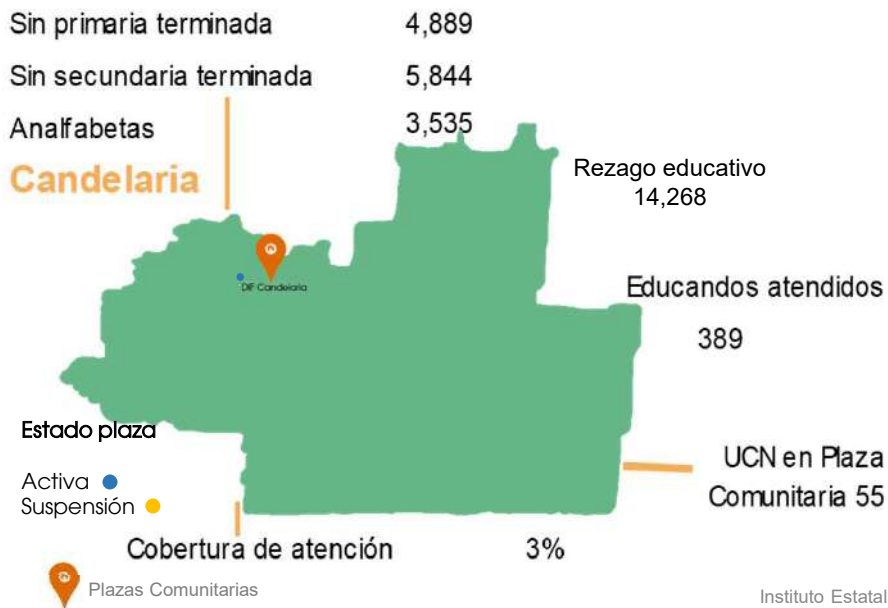 Sin primaria terminada 4,889
Sin secundaria terminada 5,844
Analfabetas 3,535
Candelaria
Rezago educativo
14,268
DIF Candelaria
Educandos atendidos
389
Estado plaza
Activa
Suspensión
UCN en Plaza
Comunitaria 55
Cobertura de atención 3%
Plazas Comunitarias
Instituto Estatal